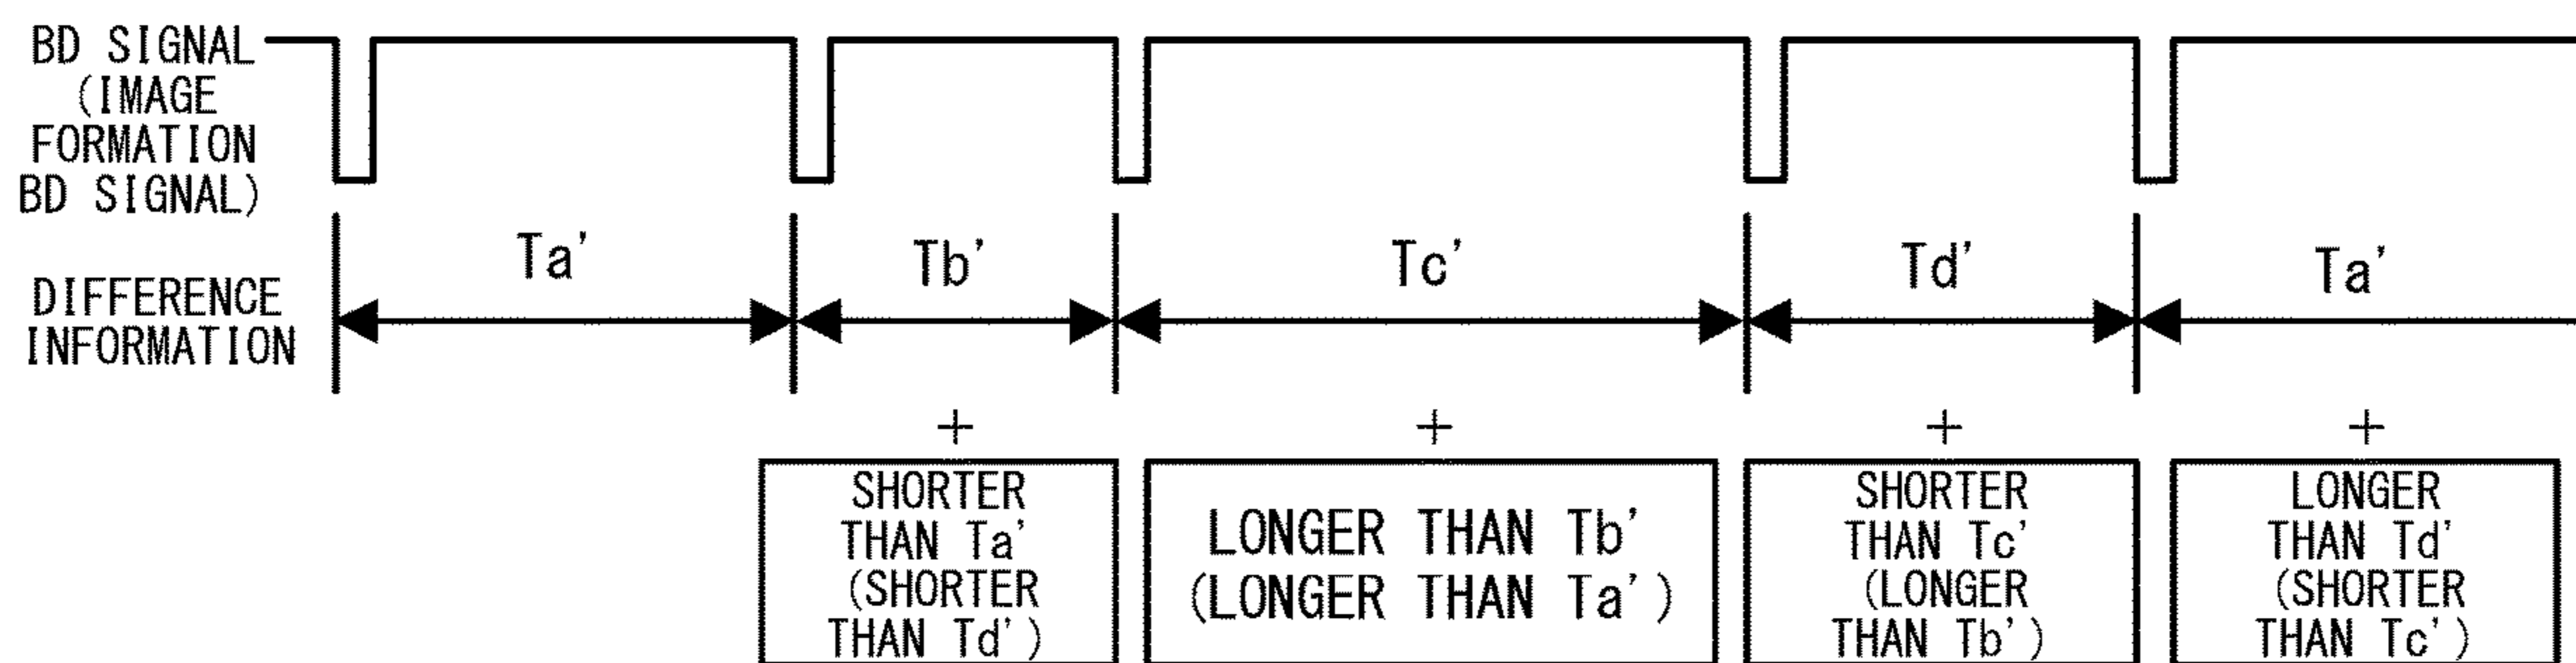 BD SIGNAL
(IMAGE
FORMATION
BD SIGNAL)
Ta' Tb' Tc' Td' Ta'
DIFFERENCE
INFORMATION
+ + + +
SHORTER
THAN Ta'
(SHORTER
THAN Td')
LONGER THAN Tb'
(LONGER THAN Ta')
SHORTER
THAN Tc'
(LONGER
THAN Tb')
LONGER
THAN Td'
(SHORTER
THAN Tc')